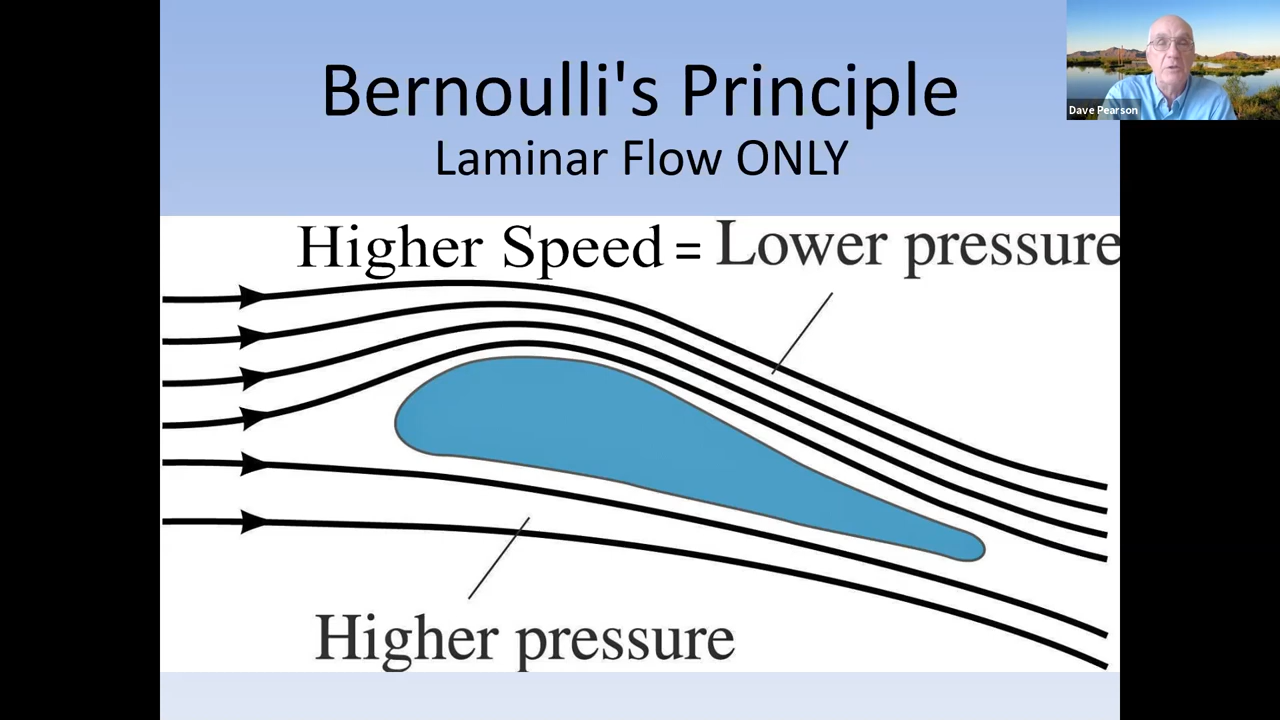 Bernoulli's Principle
Laminar Flow ONLY
Dave Pearson
Higher Speed = Lower pressure
Higher pressure